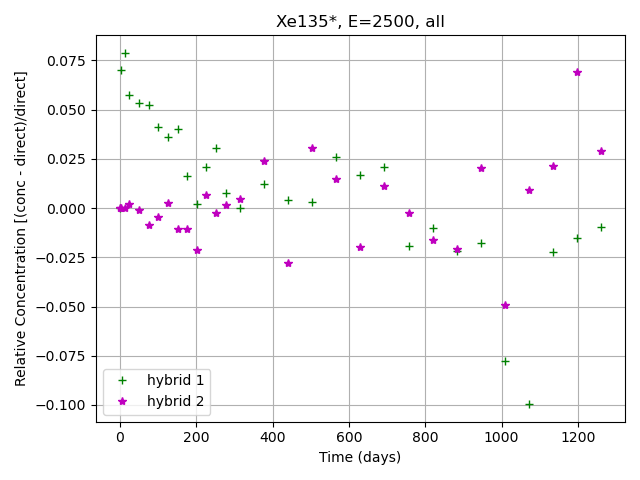 Xe135*, E=2500, all
Relative Concentration [(conc - direct)/direct]
0.075
0.050
0.025
0.000
−0.025
−0.050
−0.075
−0.100
hybrid 1
hybrid 2
0 200 400 600 800 1000 1200
Time (days)